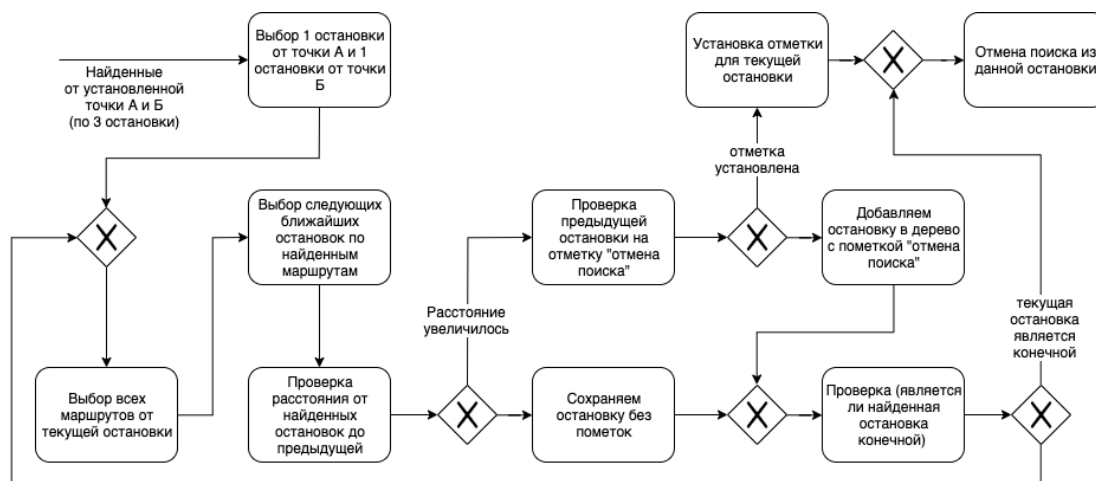 Выбор 1 остановки
от точки А и 1
остановки от точки
Б
Найденные
от установленной
точки А и Б
(по 3 остановки)
Установка отметки
для текущей
остановки
Отмена поиска из
данной остановки
отметка
установлена
Выбор следующих
ближайших
остановок по
найденным
маршрутам
Проверка
предыдущей
остановки на
отметку "отмена
поиска"
Добавляем
остановку в дерево
с пометкой "отмена
поиска"
Расстояние
увеличилось
текущая
остановка
является
конечной
Выбор всех
маршрутов от
текущей остановки
Проверка
расстояния от
найденных
остановок до
предыдущей
Сохраняем
остановку без
пометок
Проверка (является
ли найденная
остановка
конечной)